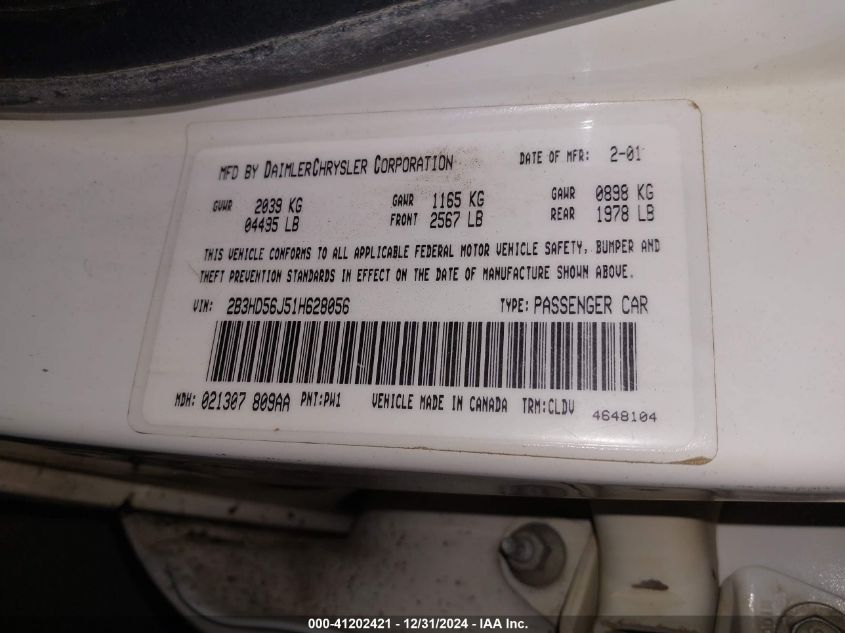 MFD BY DAIMLERCHRYSLER CORPORATION DATE OF MFR: 2-01
GVWR 2039 KG 04495 LB GAWR FRONT 1165 KG 2567 LB GAWR REAR 0898 KG 1978 LB
THIS VEHICLE CONFORMS TO ALL APPLICABLE FEDERAL MOTOR VEHICLE SAFETY, BUMPER AND
THEFT PREVENTION STANDARDS IN EFFECT ON THE DATE OF MANUFACTURE SHOWN ABOVE.
VIN: 2B3HD56J51H628056 TYPE: PASSENGER CAR
MDH: 021307 809AA PNT:PW1 VEHICLE MADE IN CANADA TRM:CLDV
4648104
000-41202421 - 12/31/2024 - IAA Inc.